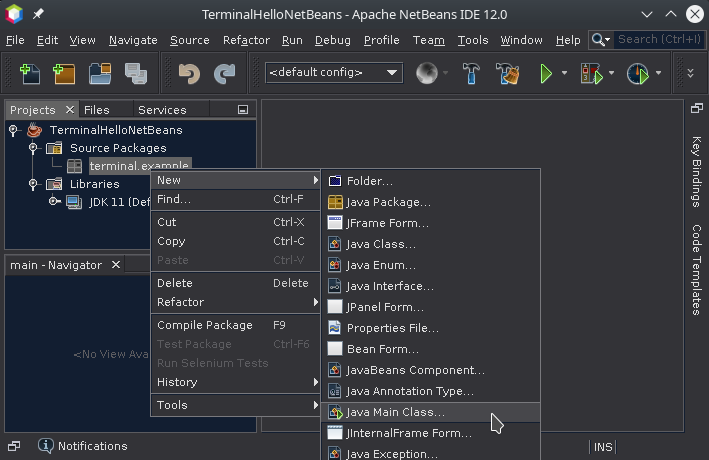 TerminalHelloNetBeans - Apache NetBeans IDE 12.0
File Edit View Navigate Source Refactor Run Debug Profile Team Tools Window Help Search (Ctrl+I)
<default config>
Projects Files Services
TerminalHelloNetBeans
Source Packages
terminal.example
Libraries
JDK 11 (Def
main - Navigator
<No View Ava
New
Find... Ctrl-F
Cut Ctrl-X
Copy Ctrl-C
Paste Ctrl-V
Delete Delete
Refactor
Compile Package F9
Test Package Ctrl-F6
Run Selenium Tests
History
Tools
Folder...
Java Package...
JFrame Form...
Java Class...
Java Enum...
Java Interface...
JPanel Form...
Properties File...
Bean Form...
JavaBeans Component...
Java Annotation Type...
Java Main Class...
JInternalFrame Form...
Java Exception...
Key Bindings
Code Templates
Notifications
INS